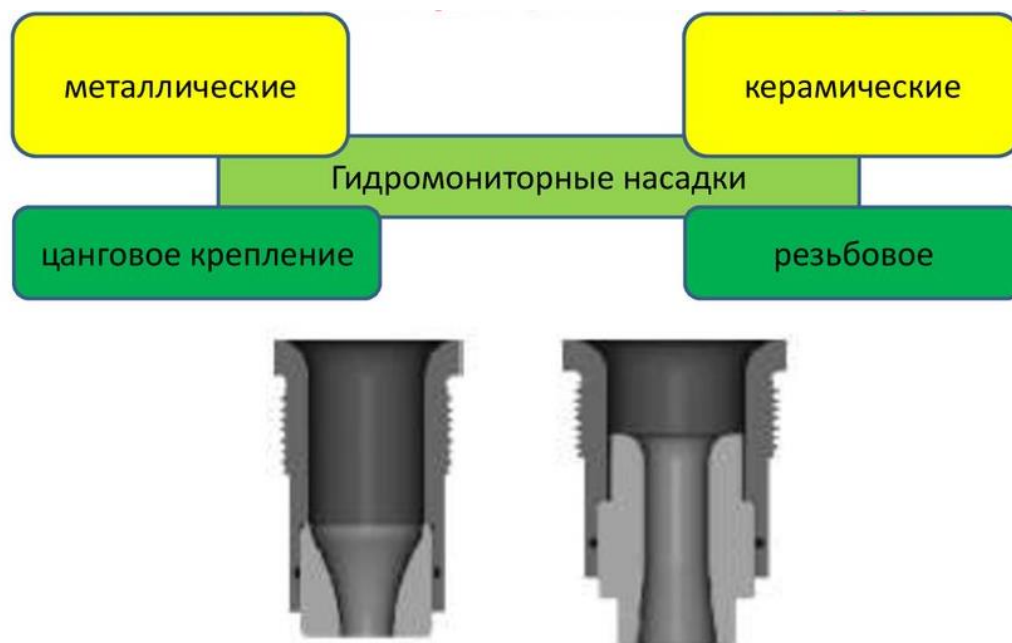 металлические
керамические
Гидромониторные насадки
цанговое крепление
резьбовое